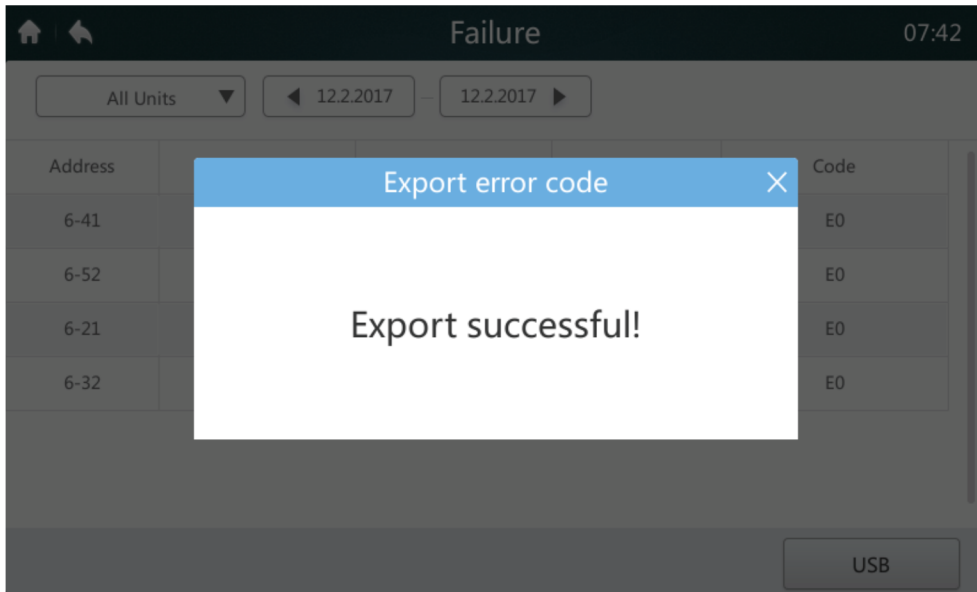 Failure 07:42
All Units 12.2.2017 – 12.2.2017
Address Code
Export error code
6-41 E0
6-52 E0
Export successful!
6-21 E0
6-32 E0
USB